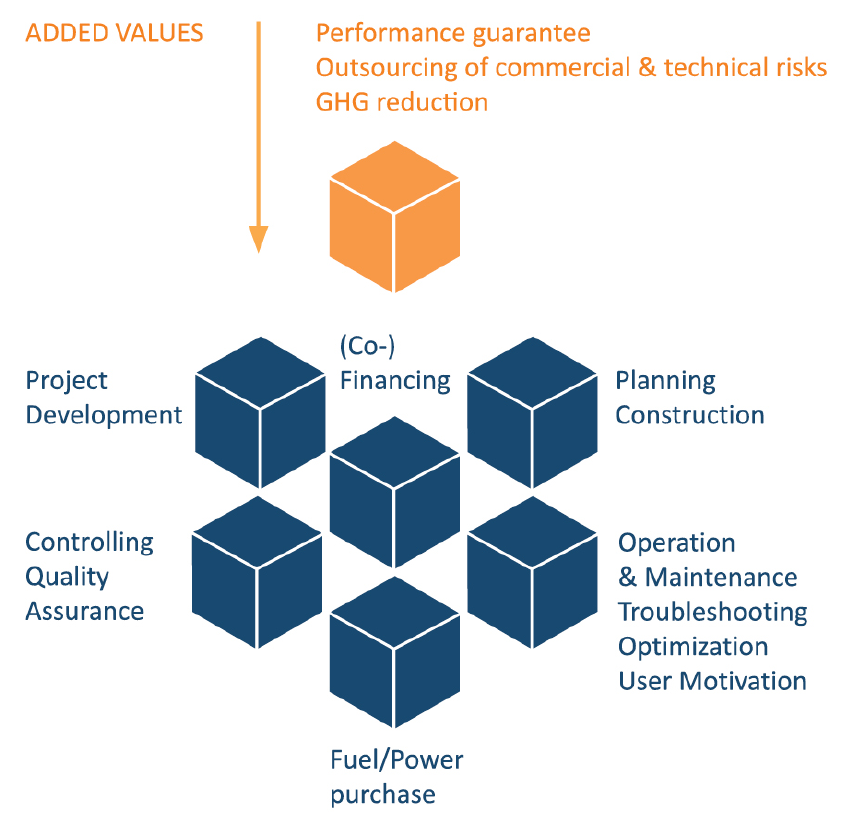 ADDED VALUES
Performance guarantee
Outsourcing of commercial & technical risks
GHG reduction
(Co-)
Financing
Project
Development
Planning
Construction
Controlling
Quality
Assurance
Operation
& Maintenance
Troubleshooting
Optimization
User Motivation
Fuel/Power
purchase